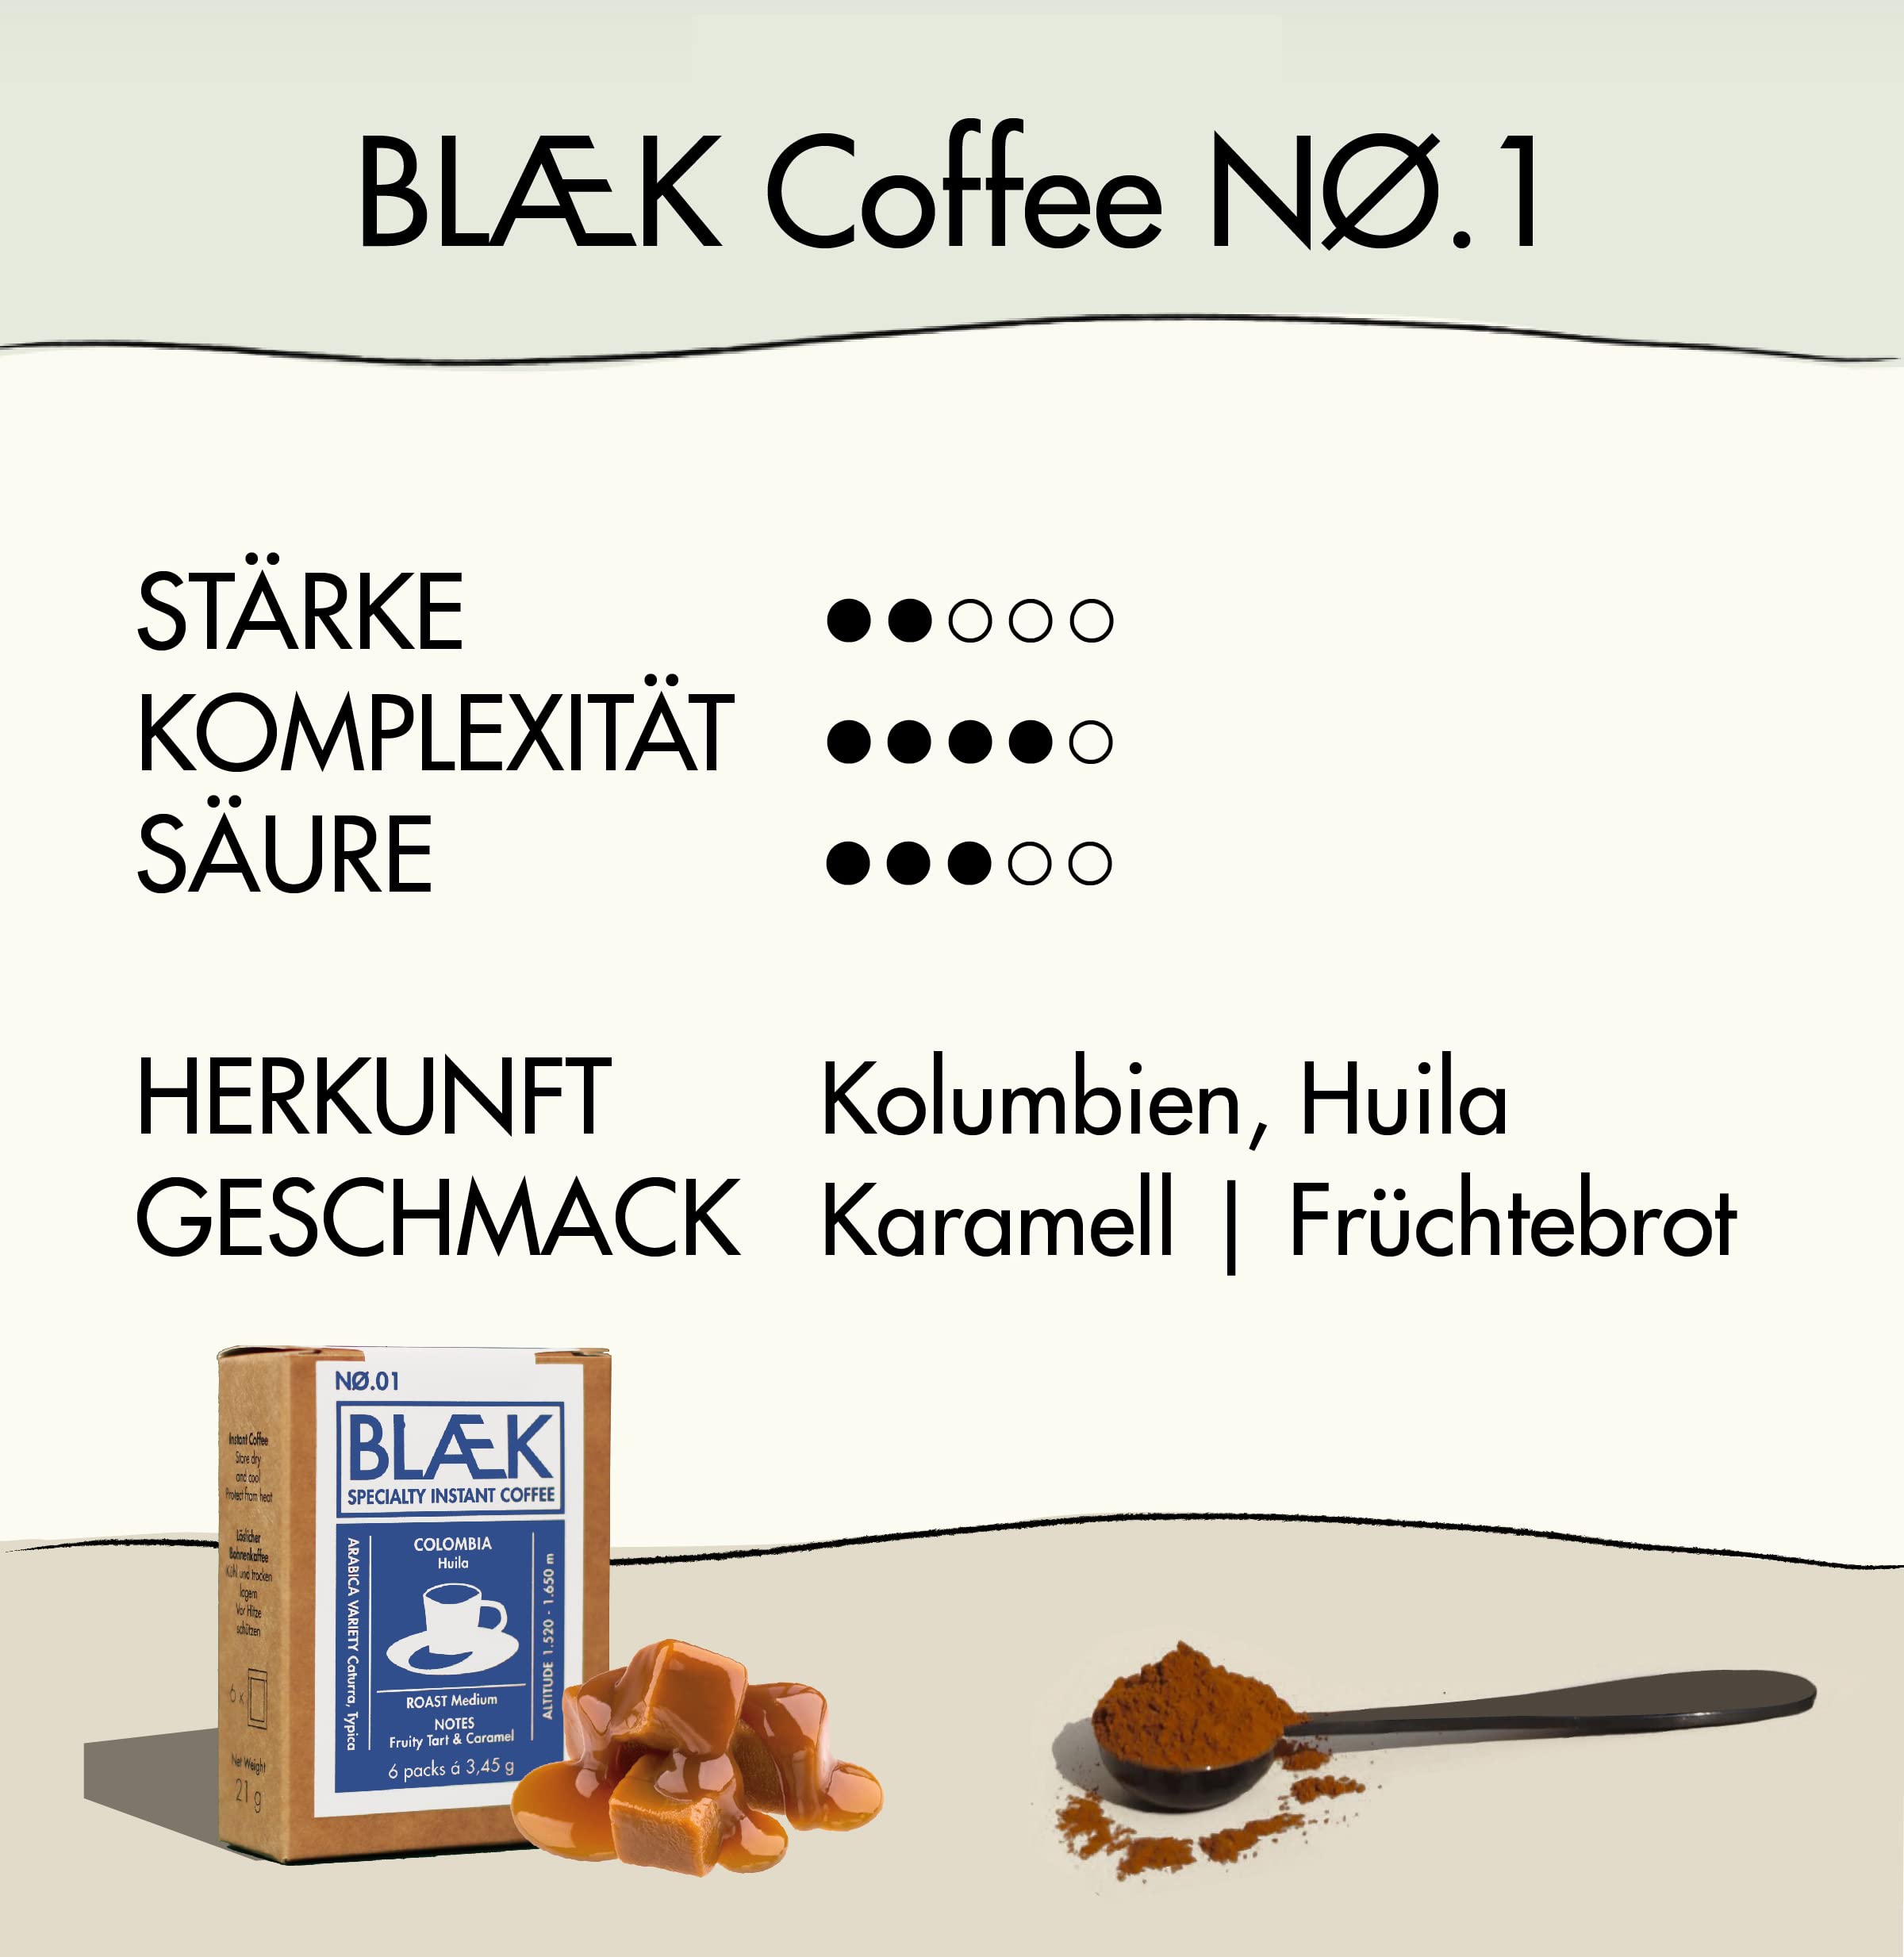 BLÆK Coffee NØ.1
STÄRKE ●●○○○
KOMPLEXITÄT ●●●●○
SÄURE ●●●○○
HERKUNFT Kolumbien, Huila
GESCHMACK Karamell | Früchtebrot
NØ.01
BLÆK
SPECIALTY INSTANT COFFEE
COLOMBIA
Huila
ARABICA VARIETY Caturra, Typica
ALTITUDE 1.520 - 1.650 m
ROAST Medium
NOTES
Fruity Tart & Caramel
6 packs á 3,45 g
Instant Coffee
Store dry
and cool
Protect from heat
Löslicher
Bohnenkaffee
Kühl und trocken
lagern
Vor Hitze
schützen
6 x
Net Weight
21 g